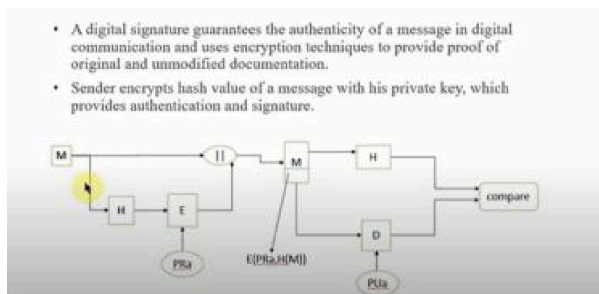 • A digital signature guarantees the authenticity of a message in digital
communication and uses encryption techniques to provide proof of
original and unmodified documentation.
• Sender encrypts hash value of a message with his private key, which
provides authentication and signature.
M
||
M
H
compare
H
E
D
PRa
E(PRa,H(M))
PUa